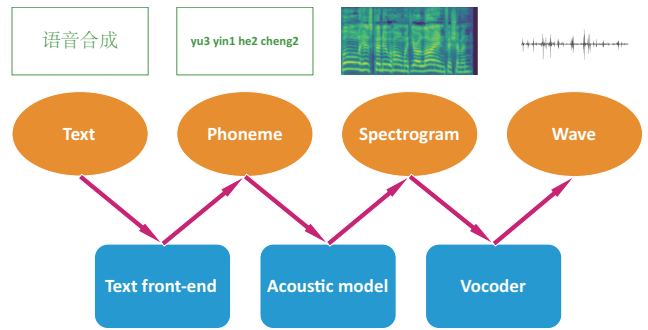 语音合成
yu3 yin1 he2 cheng2
Text
Phoneme
Spectrogram
Wave
Text front-end
Acoustic model
Vocoder